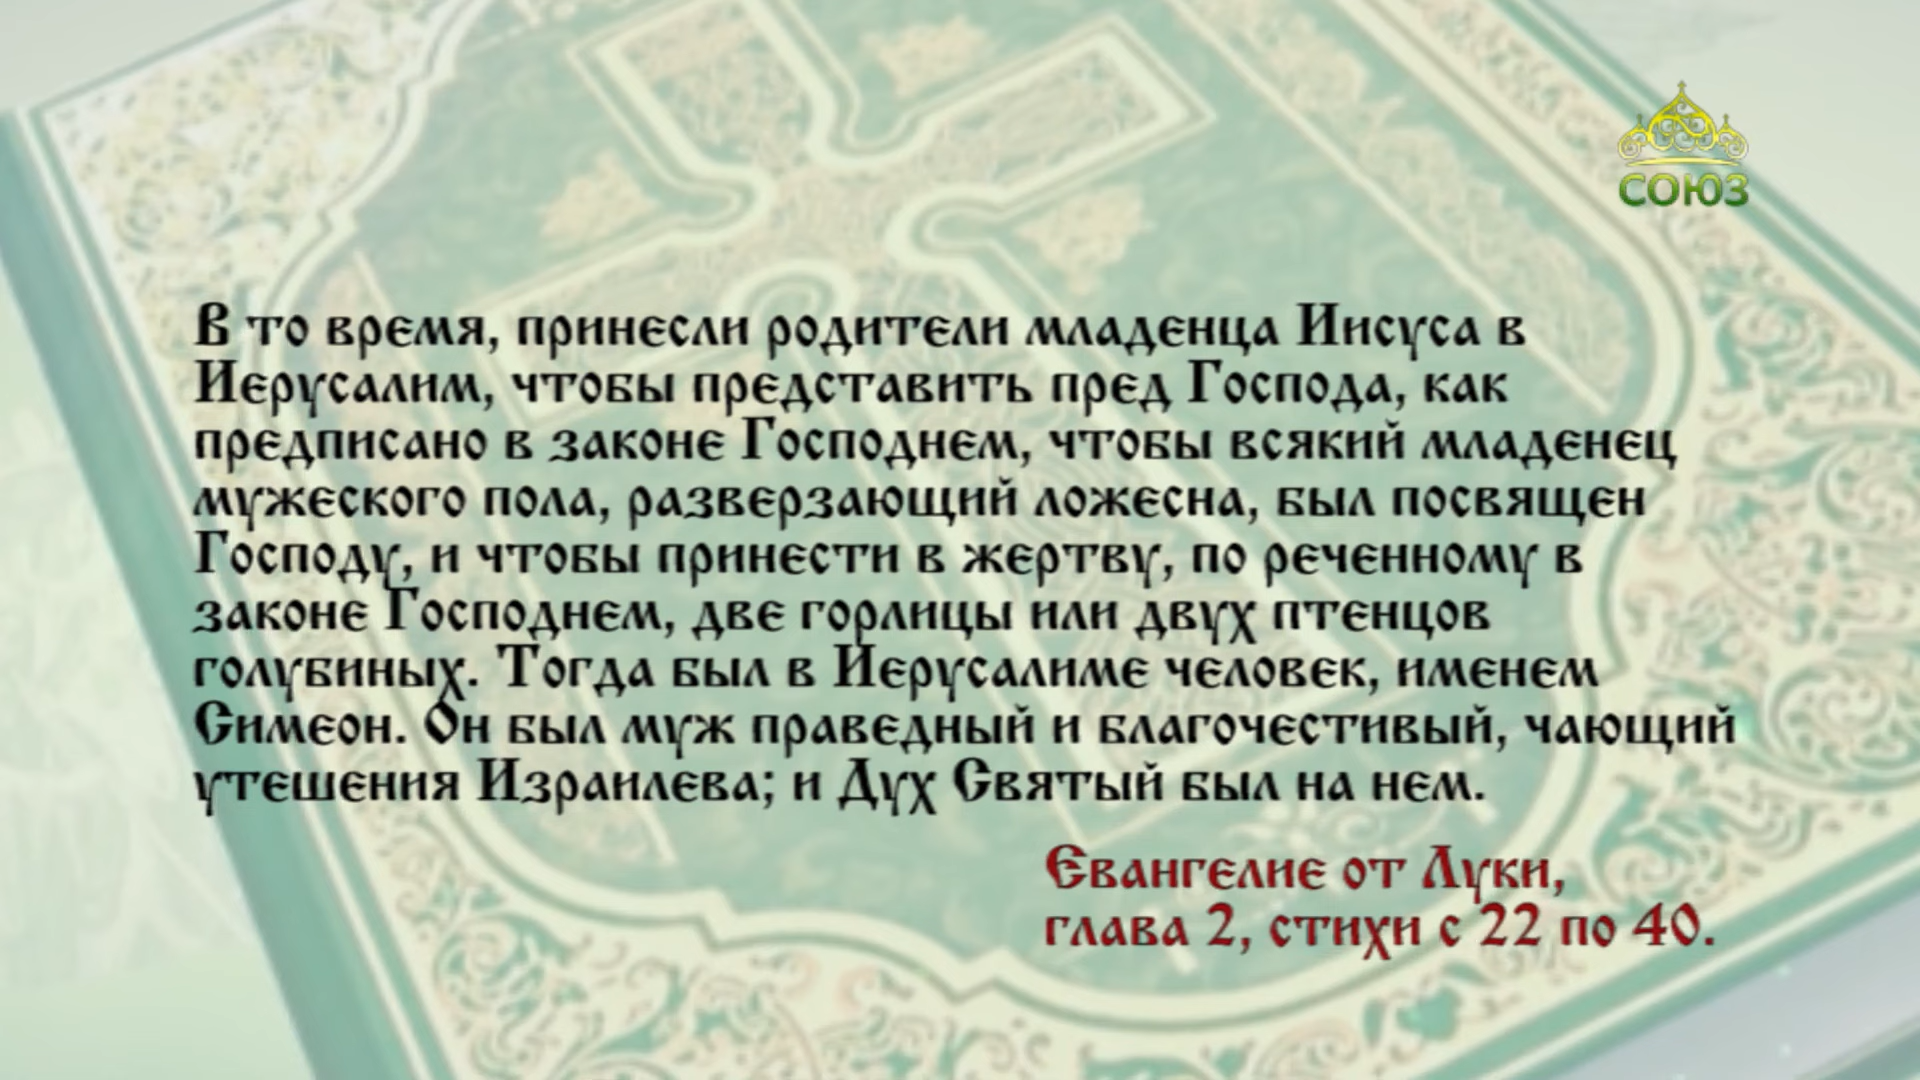 СОЮЗ
В то время, принесли родители младенца Иисуса в
Иерусалим, чтобы представить пред Господа, как
предписано в законе Господнем, чтобы всякий младенец
мужеского пола, разверзающий ложесна, был посвящен
Господу, и чтобы принести в жертву, по реченному в
законе Господнем, две горлицы или двух птенцов
голубиных. Тогда был в Иерусалиме человек, именем
Симеон. Он был муж праведный и благочестивый, чающий
утешения Израилева; и Дух Святый был на нем.
Евангелие от Луки,
глава 2, стихи с 22 по 40.